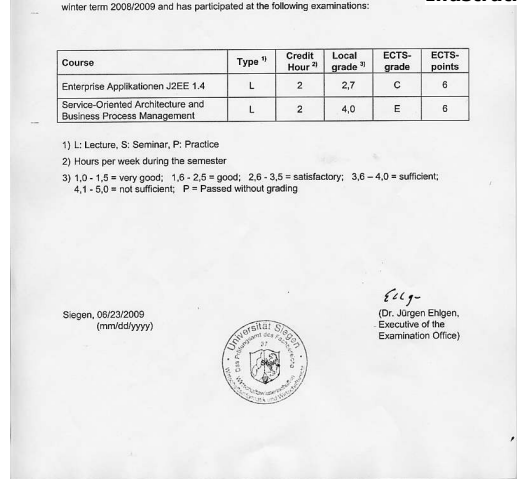 winter term 2008/2009 and has participated at the following examinations:
Course Type 1) Credit Hour 2) Local grade 3) ECTS-grade ECTS-points
Enterprise Applikationen J2EE 1.4 L 2 2,7 C 6
Service-Oriented Architecture and
Business Process Management L 2 4,0 E 6
1) L: Lecture, S: Seminar, P: Practice
2) Hours per week during the semester
3) 1,0 - 1,5 = very good; 1,6 - 2,5 = good; 2,6 - 3,5 = satisfactory; 3,6 – 4,0 = sufficient;
4,1 - 5,0 = not sufficient; P = Passed without grading
Siegen, 06/23/2009
(mm/dd/yyyy)
(Dr. Jürgen Ehlgen,
Executive of the
Examination Office)
Universität Siegen